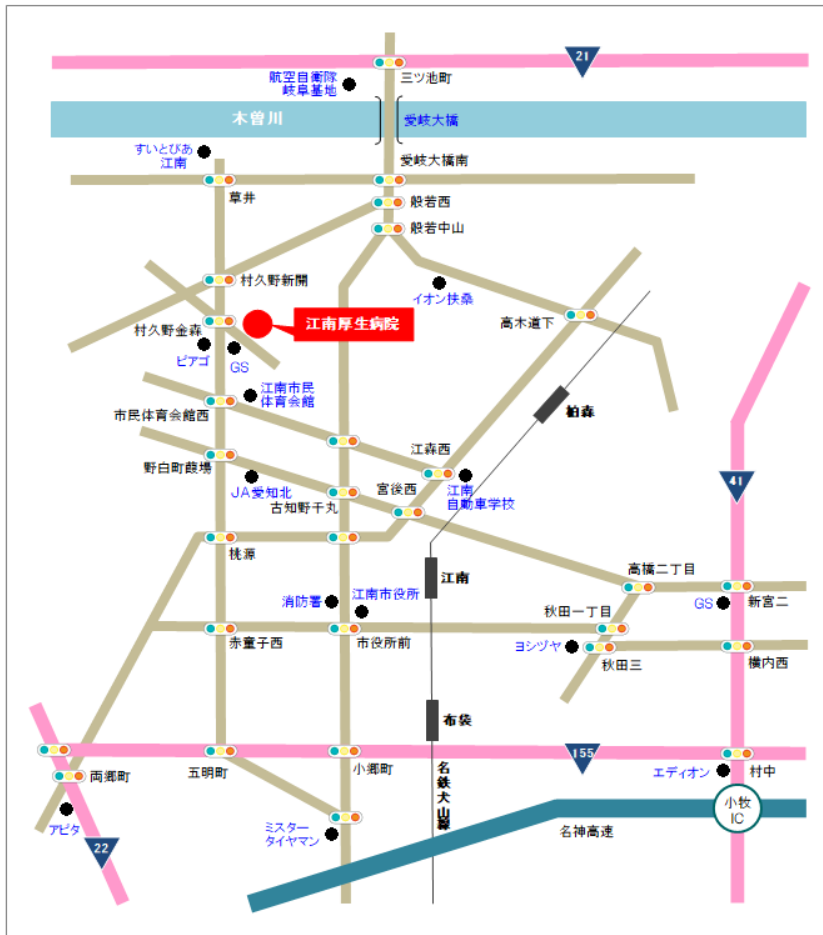 21
三ツ池町
航空自衛隊
岐阜基地
木曽川
愛岐大橋
すいとぴあ
江南
愛岐大橋南
草井
般若西
般若中山
村久野新開
イオン扶桑
江南厚生病院
高木道下
村久野金森
ピアゴ
GS
江南市民
体育会館
市民体育会館西
柏森
江森西
野白町葭場
JA愛知北
古知野千丸
宮後西
江南
自動車学校
41
桃源
江南
高橋二丁目
消防署
江南市役所
秋田一丁目
GS
新宮二
赤童子西
市役所前
ヨシヅヤ
秋田三
横内西
布袋
両郷町
五明町
小郷町
名鉄犬山線
155
エディオン
村中
アピタ
22
ミスター
タイヤマン
名神高速
小牧
IC